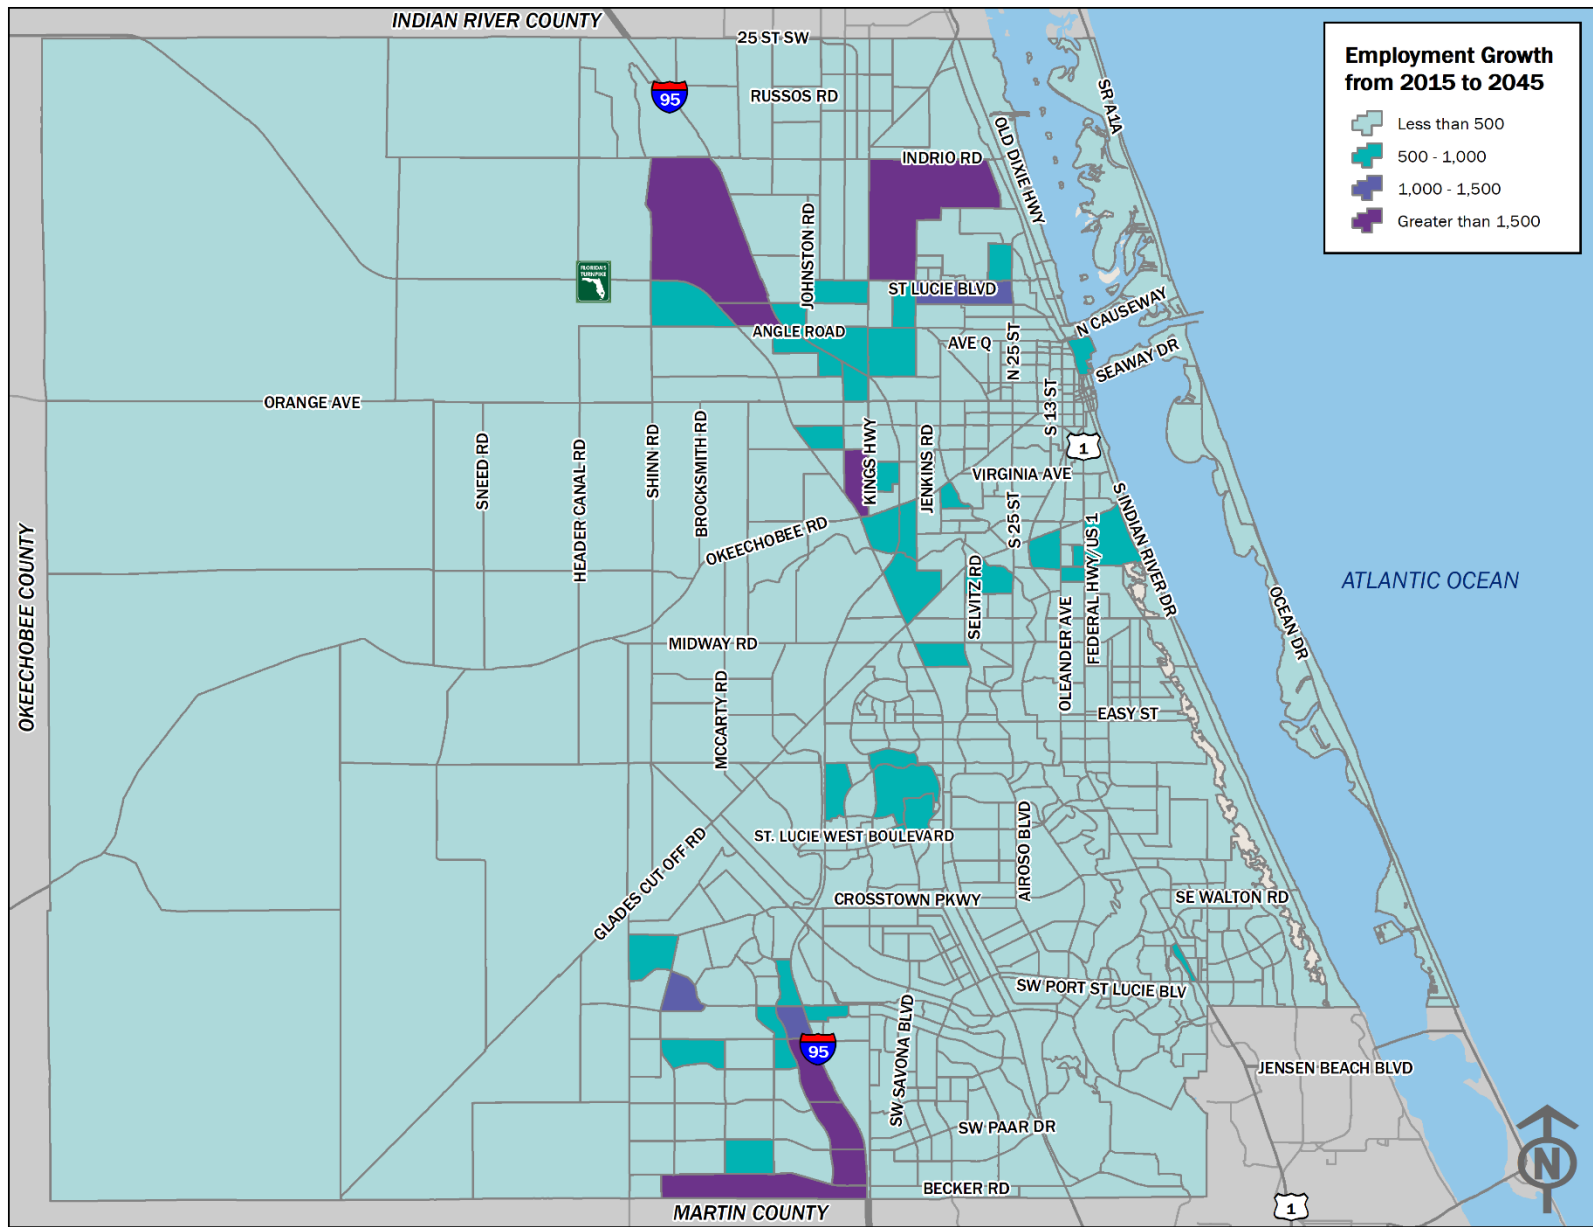 INDIAN RIVER COUNTY
25 ST SW
95
RUSSOS RD
SR A1A
Employment Growth
from 2015 to 2045
Less than 500
500 - 1,000
1,000 - 1,500
Greater than 1,500
OLD DIXIE HWY
INDRIO RD
JOHNSTON RD
FLORIDA'S
TURNPIKE
ST LUCIE BLVD
N CAUSEWAY
ANGLE ROAD
AVE Q
N 25 ST
SEAWAY DR
ORANGE AVE
S 13 ST
SNEED RD
HEADER CANAL RD
SHINN RD
BROCKSMITH RD
KINGS HWY
JENKINS RD
1
VIRGINIA AVE
S 25 ST
S INDIAN RIVER DR
OKEECHOBEE RD
OKEECHOBEE COUNTY
FEDERAL HWY/US 1
SELVITZ RD
OLEANDER AVE
ATLANTIC OCEAN
OCEAN DR
MIDWAY RD
MCCARTY RD
EASY ST
ST. LUCIE WEST BOULEVARD
AIROSO BLVD
GLADES CUT OFF RD
CROSSTOWN PKWY
SE WALTON RD
SW PORT ST LUCIE BLV
SW SAVONA BLVD
95
JENSEN BEACH BLVD
SW PAAR DR
BECKER RD
MARTIN COUNTY
1
N